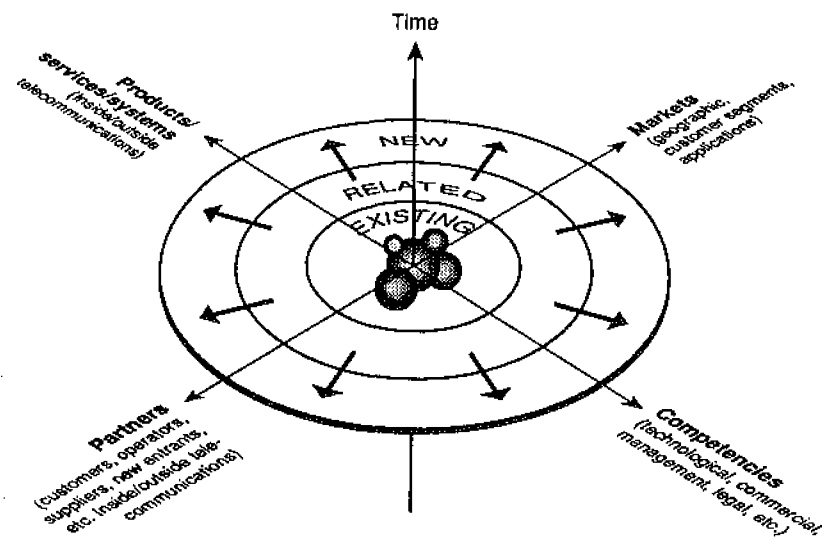 Time
Products/
services/systems
(Inside/outside
telecommunications)
Markets
(geographic,
customer segments,
applications)
NEW
RELATED
EXISTING
Partners
(customers, operators,
suppliers, new entrants,
etc. Inside/outside tele-
communications)
Competencies
(technological, commercial,
management, legal, etc.)